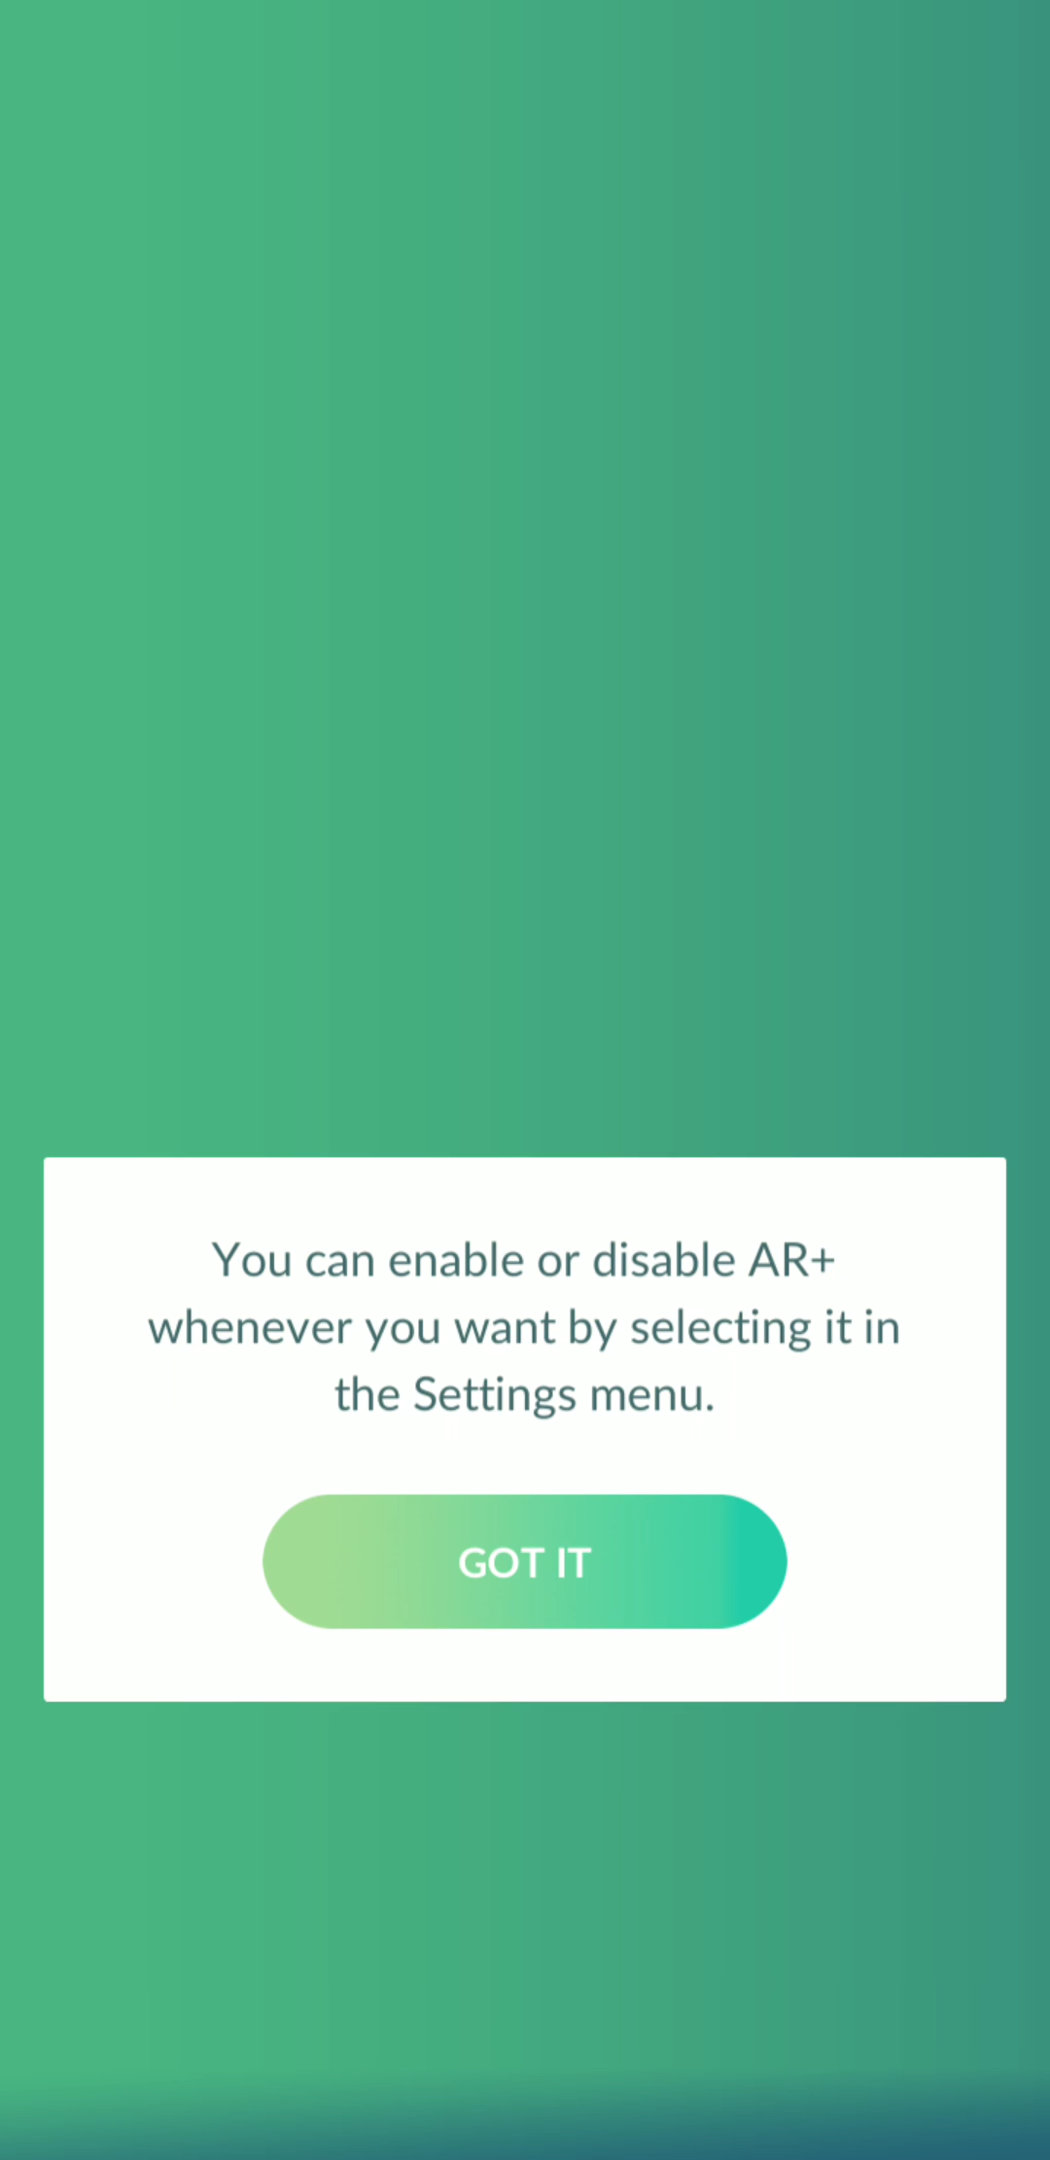 You can enable or disable AR+
whenever you want by selecting it in
the Settings menu.
GOT IT